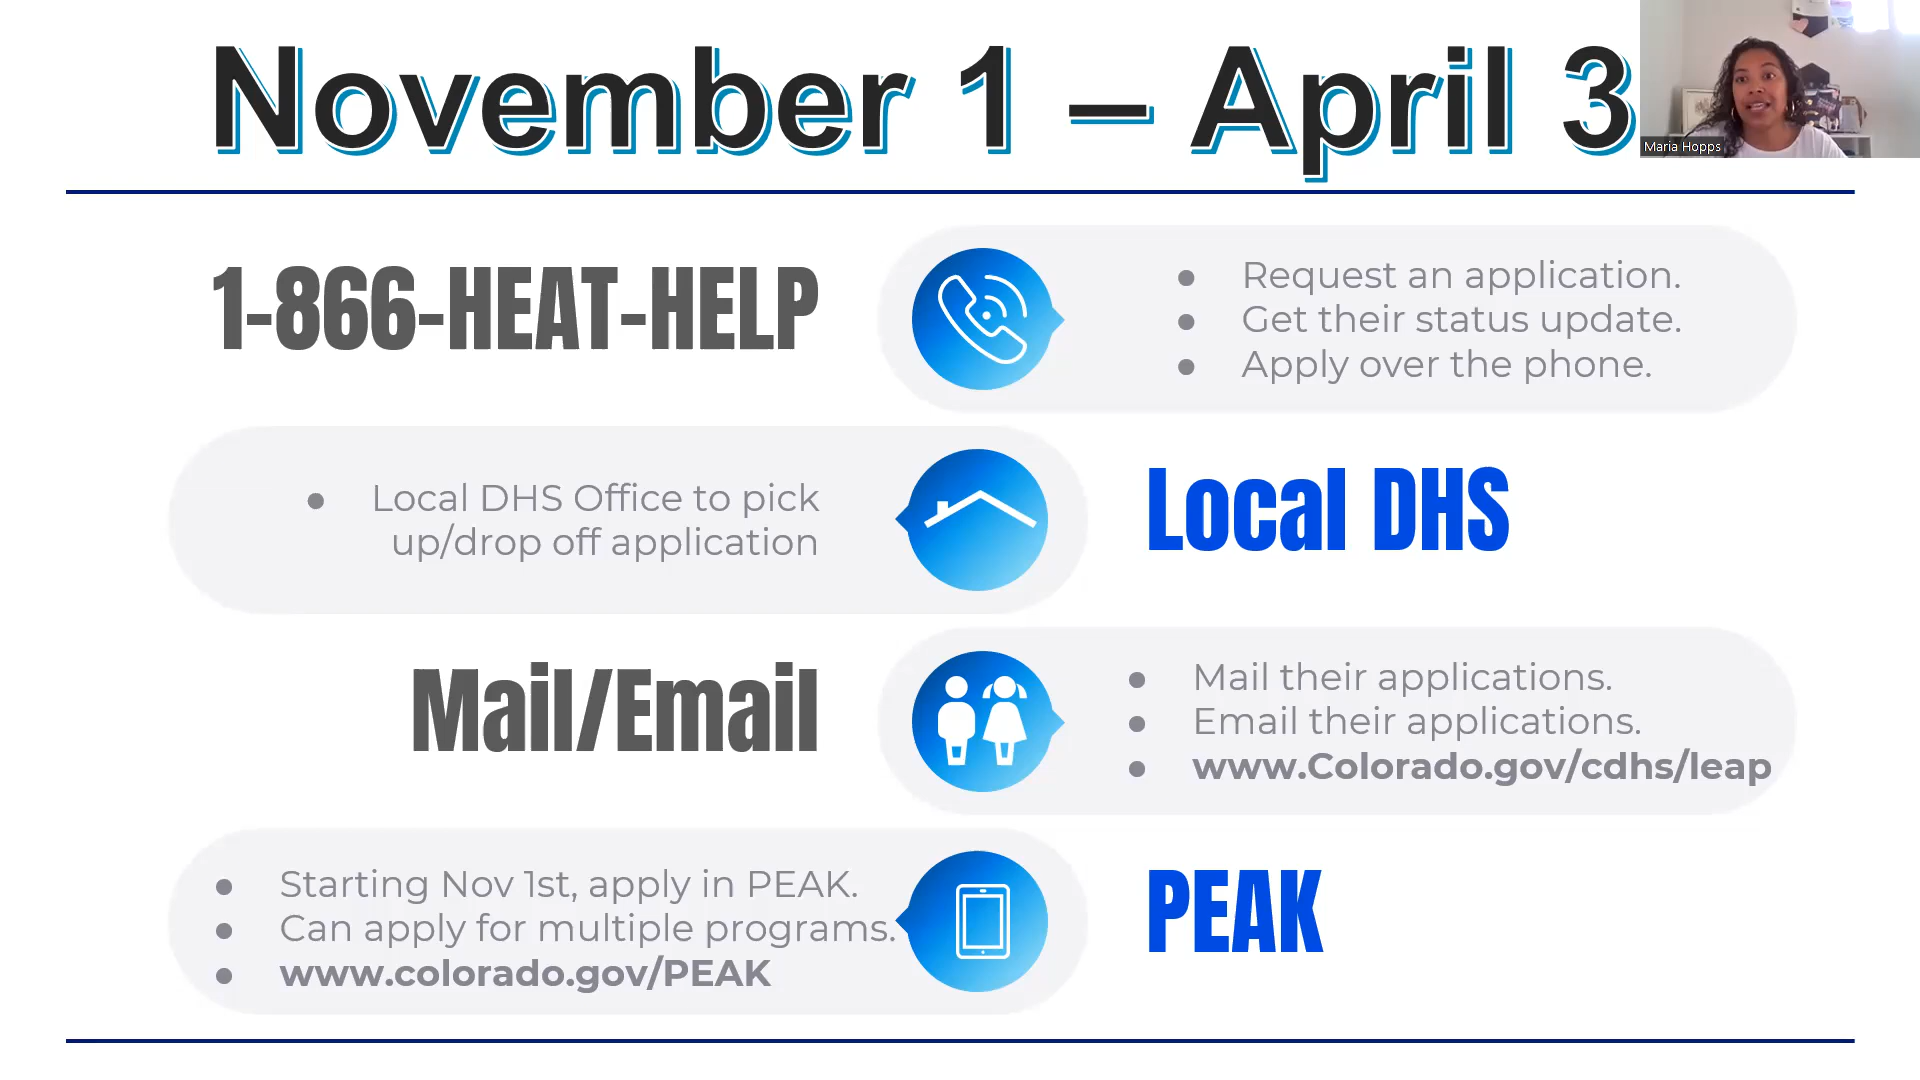 November 1 – April 3
Maria Hopps
1-866-HEAT-HELP
● Request an application.
● Get their status update.
● Apply over the phone.
● Local DHS Office to pick
up/drop off application
Local DHS
Mail/Email
● Mail their applications.
● Email their applications.
● www.Colorado.gov/cdhs/leap
● Starting Nov 1st, apply in PEAK.
● Can apply for multiple programs.
● www.colorado.gov/PEAK
PEAK